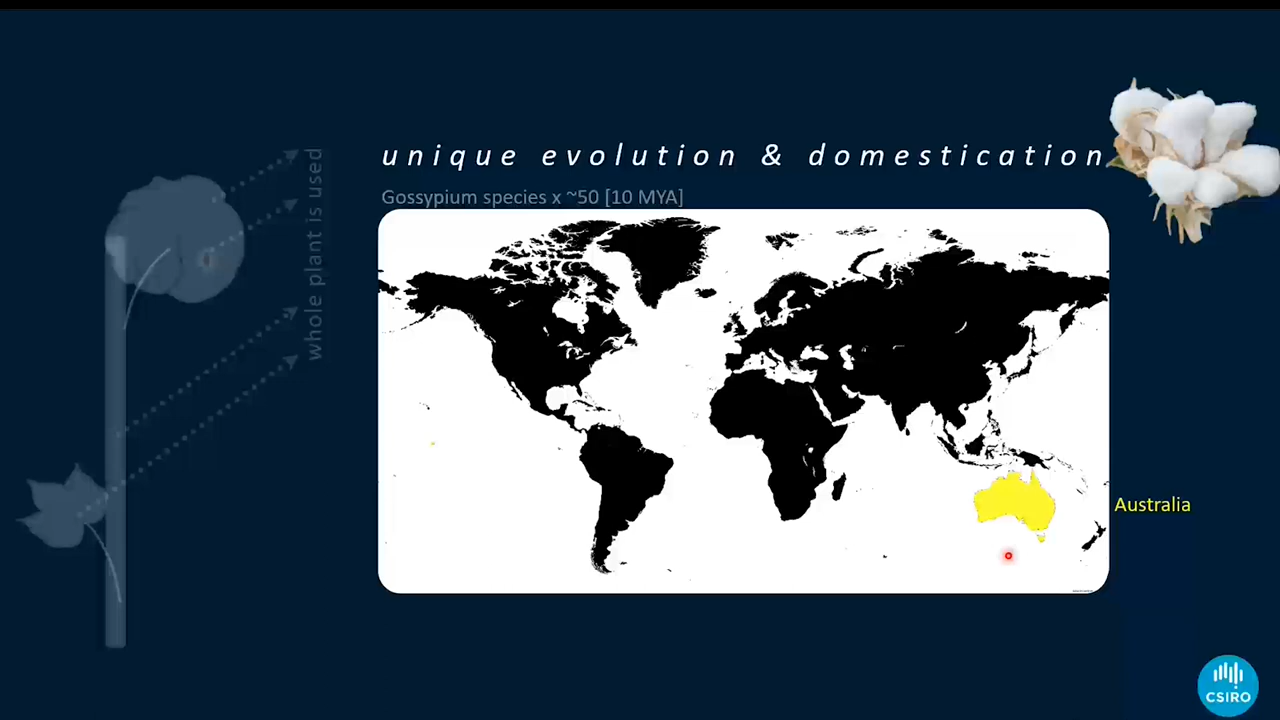 unique evolution & domestication
Gossypium species x ~50 [10 MYA]
whole plant is used
Australia
CSIRO